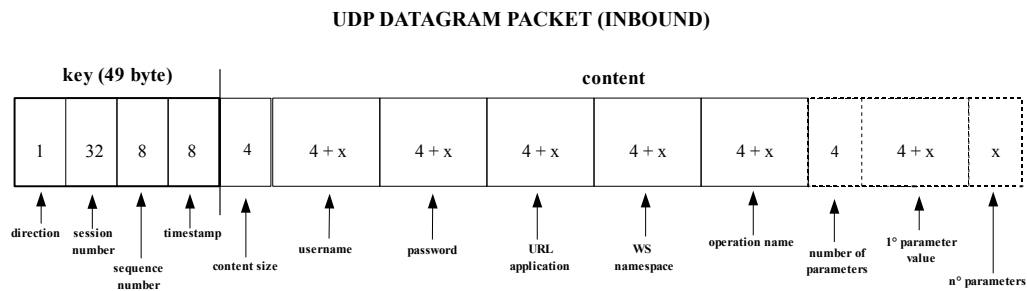 UDP DATAGRAM PACKET (INBOUND)
key (49 byte)
content
1
32
8
8
4
4 + x
4 + x
4 + x
4 + x
4 + x
4
4 + x
x
direction
session
number
sequence
number
timestamp
content size
username
password
URL
application
WS
namespace
operation name
number of
parameters
1° parameter
value
n° parameters